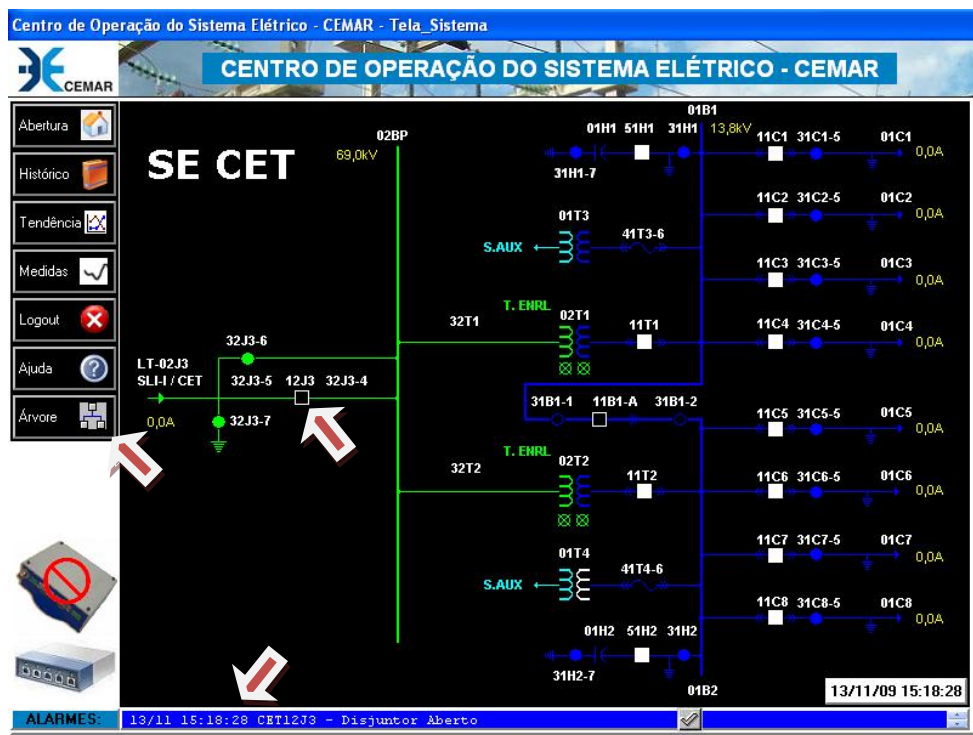 Centro de Operação do Sistema Elétrico - CEMAR - Tela_Sistema
CEMAR
CENTRO DE OPERAÇÃO DO SISTEMA ELÉTRICO - CEMAR
Abertura
Histórico
Tendência
Medidas
Logout
Ajuda
Árvore
SE CET
02BP
69,0kV
01B1
01H1 51H1 31H1 13,8kV
31H1-7
11C1 31C1-5 01C1
0,0A
11C2 31C2-5 01C2
0,0A
01T3
S.AUX
41T3-6
11C3 31C3-5 01C3
0,0A
T. ENRL
32T1
02T1
11T1
11C4 31C4-5 01C4
0,0A
32J3-6
LT-02J3
SLI-I / CET
32J3-5 12J3 32J3-4
0,0A
32J3-7
31B1-1 11B1-A 31B1-2
11C5 31C5-5 01C5
0,0A
T. ENRL
32T2
02T2
11T2
11C6 31C6-5 01C6
0,0A
11C7 31C7-5 01C7
0,0A
01T4
S.AUX
41T4-6
11C8 31C8-5 01C8
0,0A
01H2 51H2 31H2
31H2-7
01B2
13/11/09 15:18:28
ALARMES:
13/11 15:18:28 CET12J3 - Disjuntor Aberto